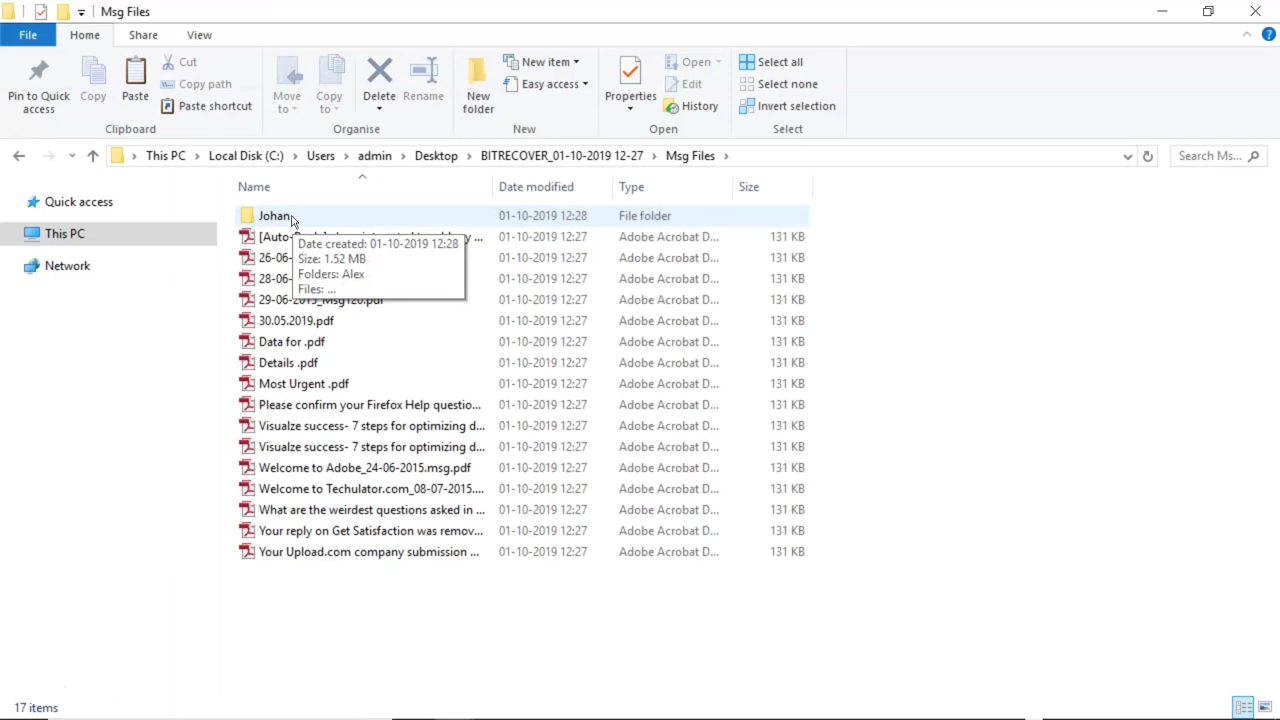 Msg Files
File Home Share View
Pin to Quick access
Copy
Paste
Cut
Copy path
Paste shortcut
Clipboard
Move to
Copy to
Delete
Rename
Organise
New folder
New item
Easy access
New
Properties
Open
Edit
History
Open
Select all
Select none
Invert selection
Select
This PC › Local Disk (C:) › Users › admin › Desktop › BITRECOVER_01-10-2019 12-27 › Msg Files ›
Search Ms...
Quick access
This PC
Network
Name Date modified Type Size
Johan 01-10-2019 12:28 File folder
[Auto- ... 01-10-2019 12:27 Adobe Acrobat D... 131 KB
26-06- 01-10-2019 12:27 Adobe Acrobat D... 131 KB
28-06- 01-10-2019 12:27 Adobe Acrobat D... 131 KB
29-06-2015_Msg120.pdf 01-10-2019 12:27 Adobe Acrobat D... 131 KB
Date created: 01-10-2019 12:28
Size: 1.52 MB
Folders: Alex
Files: ...
30.05.2019.pdf 01-10-2019 12:27 Adobe Acrobat D... 131 KB
Data for .pdf 01-10-2019 12:27 Adobe Acrobat D... 131 KB
Details .pdf 01-10-2019 12:27 Adobe Acrobat D... 131 KB
Most Urgent .pdf 01-10-2019 12:27 Adobe Acrobat D... 131 KB
Please confirm your Firefox Help questio... 01-10-2019 12:27 Adobe Acrobat D... 131 KB
Visualze success- 7 steps for optimizing d... 01-10-2019 12:27 Adobe Acrobat D... 131 KB
Visualze success- 7 steps for optimizing d... 01-10-2019 12:27 Adobe Acrobat D... 131 KB
Welcome to Adobe_24-06-2015.msg.pdf 01-10-2019 12:27 Adobe Acrobat D... 131 KB
Welcome to Techulator.com_08-07-2015.... 01-10-2019 12:27 Adobe Acrobat D... 131 KB
What are the weirdest questions asked in ... 01-10-2019 12:27 Adobe Acrobat D... 131 KB
Your reply on Get Satisfaction was remov... 01-10-2019 12:27 Adobe Acrobat D... 131 KB
Your Upload.com company submission ... 01-10-2019 12:27 Adobe Acrobat D... 131 KB
17 items